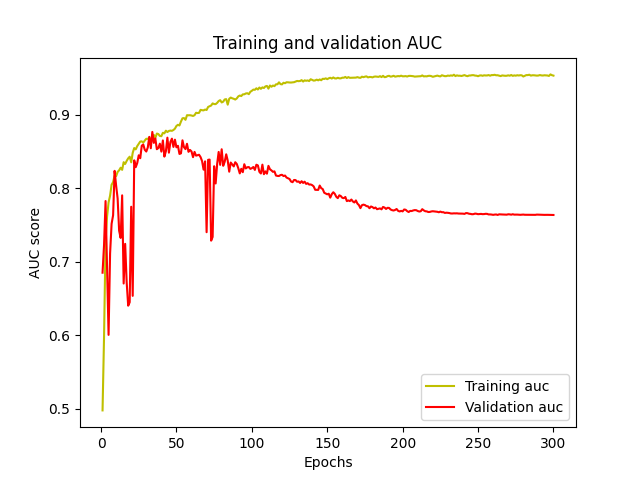 Training and validation AUC
AUC score
0.9
0.8
0.7
0.6
0.5
0
50
100
150
200
250
300
Epochs
Training auc
Validation auc